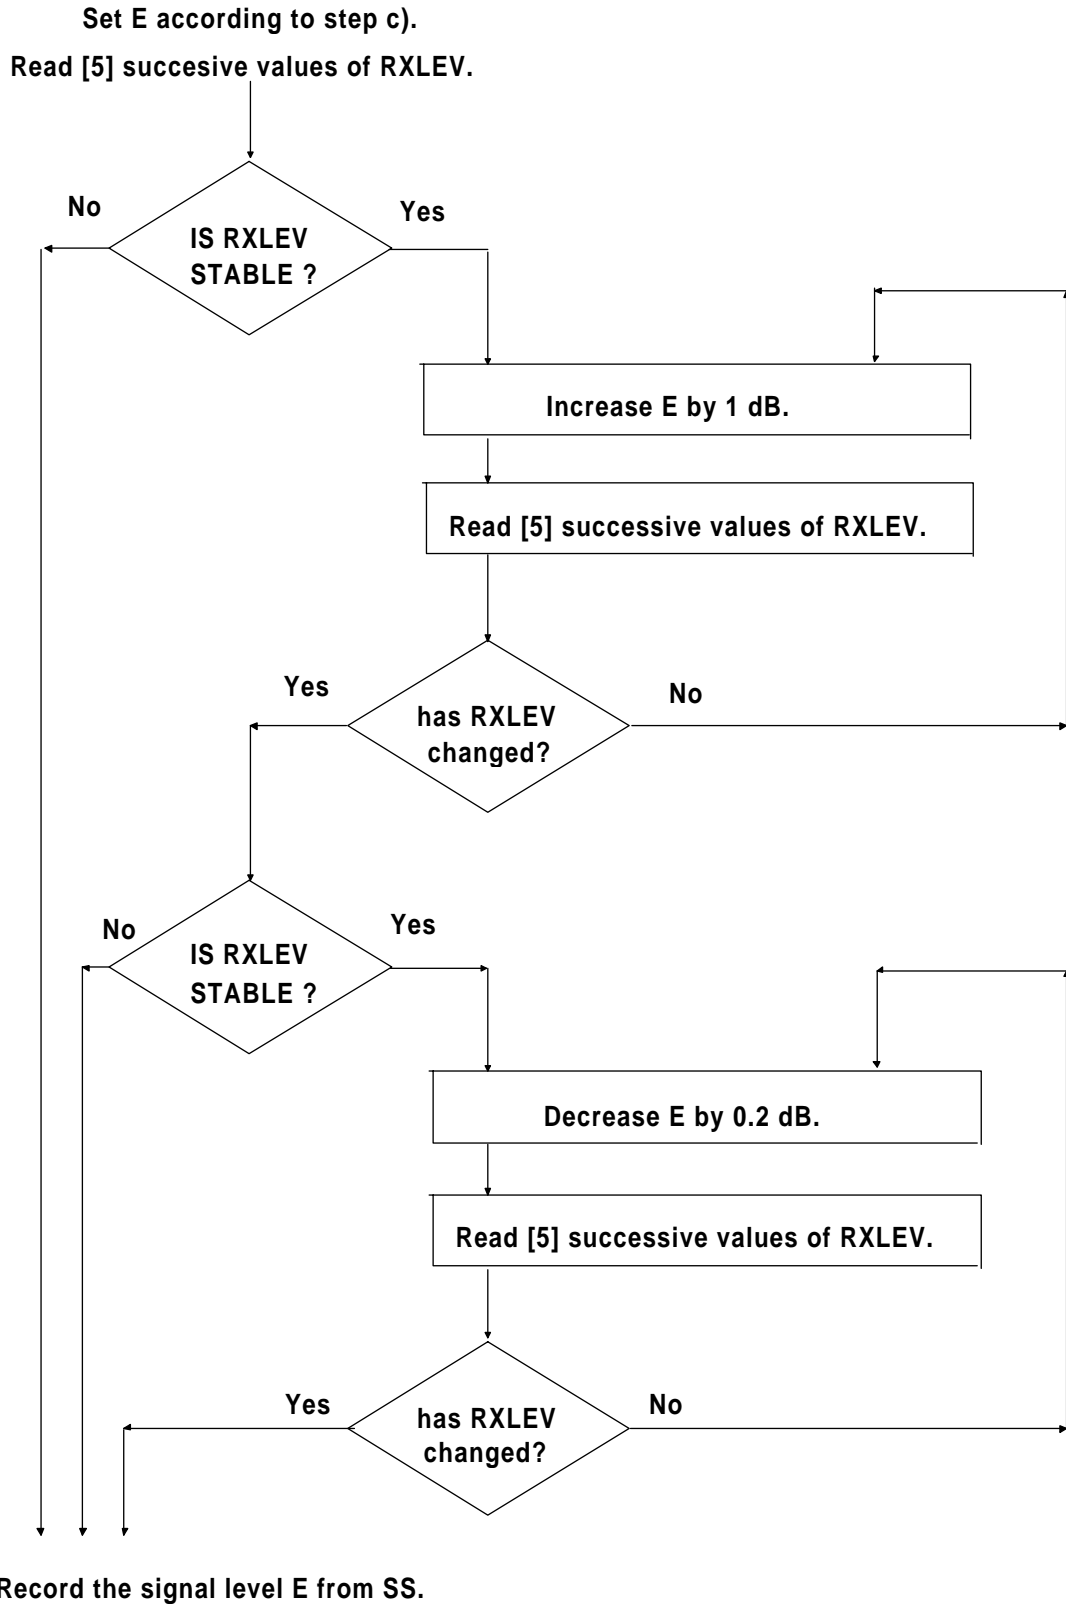 Set E according to step c).
Read [5] succesive values of RXLEV.
No
Yes
IS RXLEV
STABLE ?
Increase E by 1 dB.
Read [5] successive values of RXLEV.
Yes
No
has RXLEV
changed?
No
Yes
IS RXLEV
STABLE ?
Decrease E by 0.2 dB.
Read [5] successive values of RXLEV.
Yes
No
has RXLEV
changed?
Record the signal level E from SS.